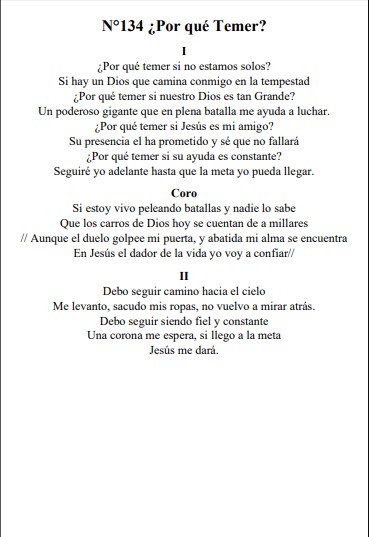 N°134 ¿Por qué Temer?
I
¿Por qué temer si no estamos solos?
Si hay un Dios que camina conmigo en la tempestad
¿Por qué temer si nuestro Dios es tan Grande?
Un poderoso gigante que en plena batalla me ayuda a luchar.
¿Por qué temer si Jesús es mi amigo?
Su presencia el ha prometido y sé que no fallará
¿Por qué temer si su ayuda es constante?
Seguiré yo adelante hasta que la meta yo pueda llegar.
Coro
Si estoy vivo peleando batallas y nadie lo sabe
Que los carros de Dios hoy se cuentan de a millares
// Aunque el duelo golpee mi puerta, y abatida mi alma se encuentra
En Jesús el dador de la vida yo voy a confiar//
II
Debo seguir camino hacia el cielo
Me levanto, sacudo mis ropas, no vuelvo a mirar atrás.
Debo seguir siendo fiel y constante
Una corona me espera, si llego a la meta
Jesús me dará.